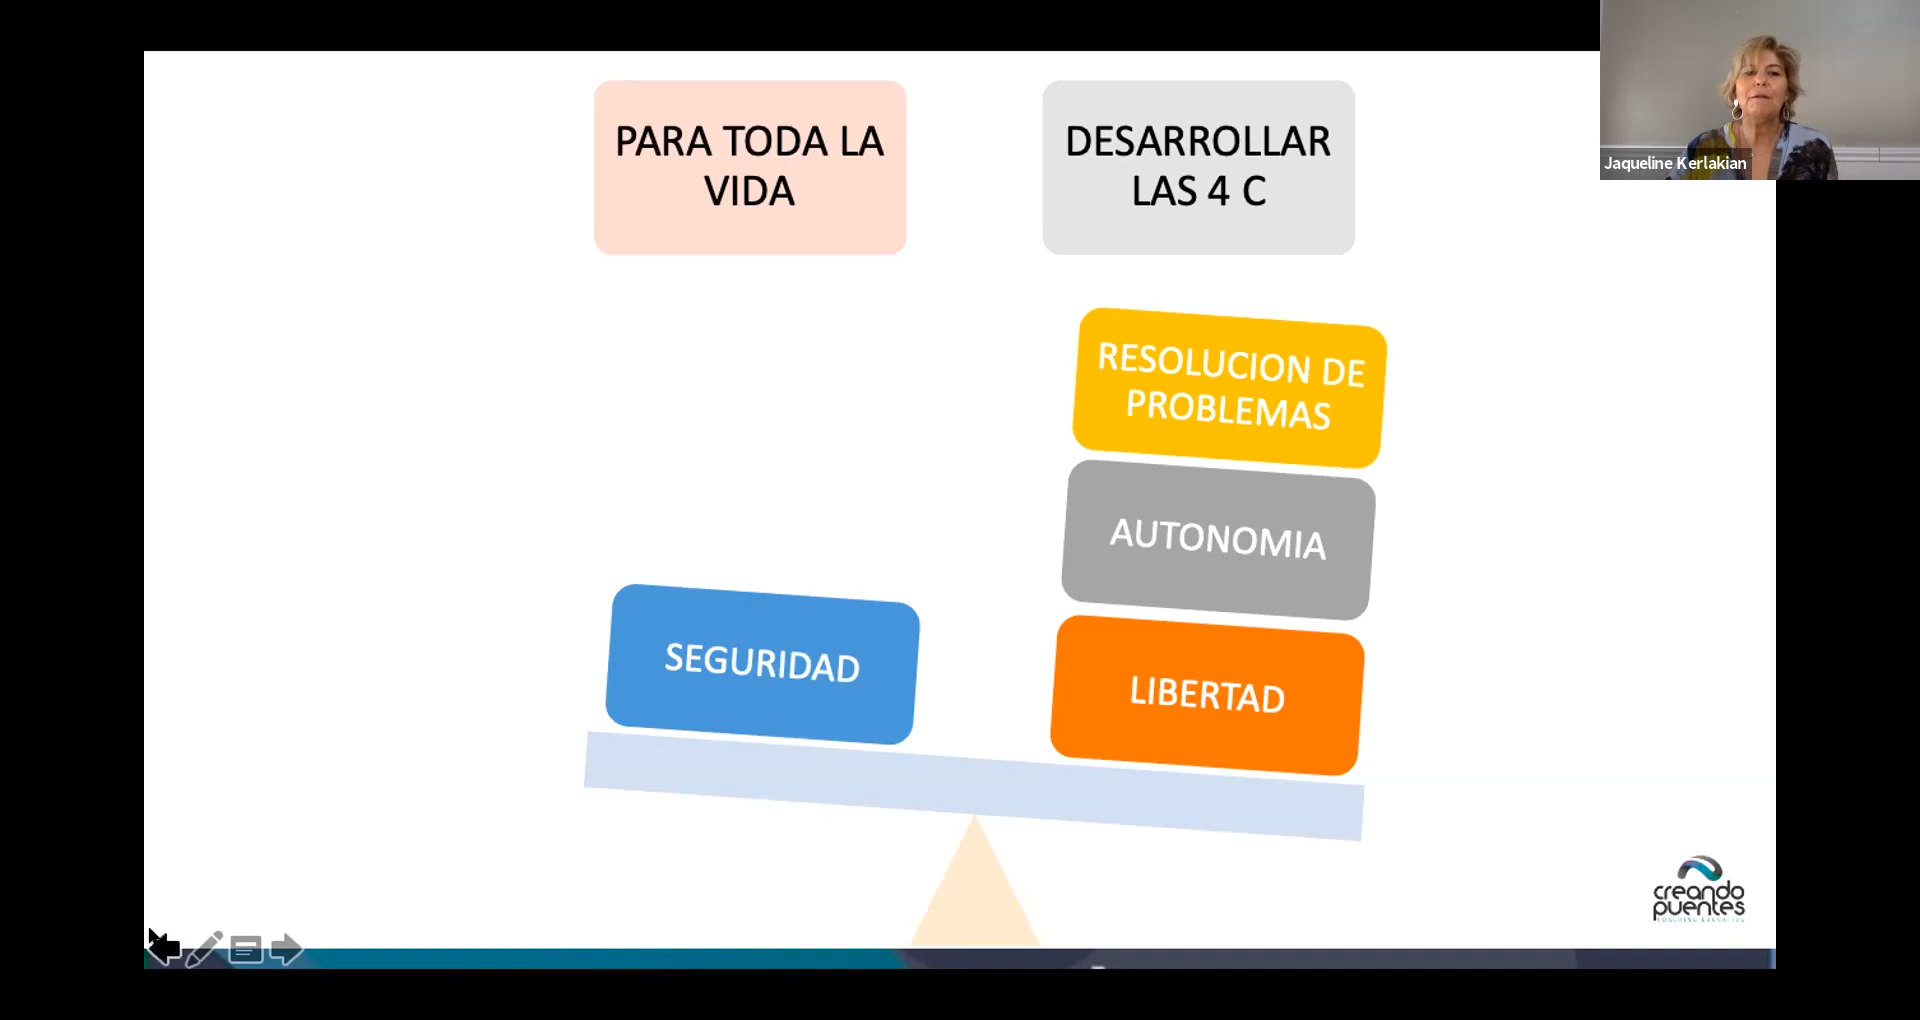 PARA TODA LA
VIDA
DESARROLLAR
LAS 4 C
Jaqueline Kerlakian
RESOLUCION DE
PROBLEMAS
AUTONOMIA
SEGURIDAD
LIBERTAD
creando
puentes